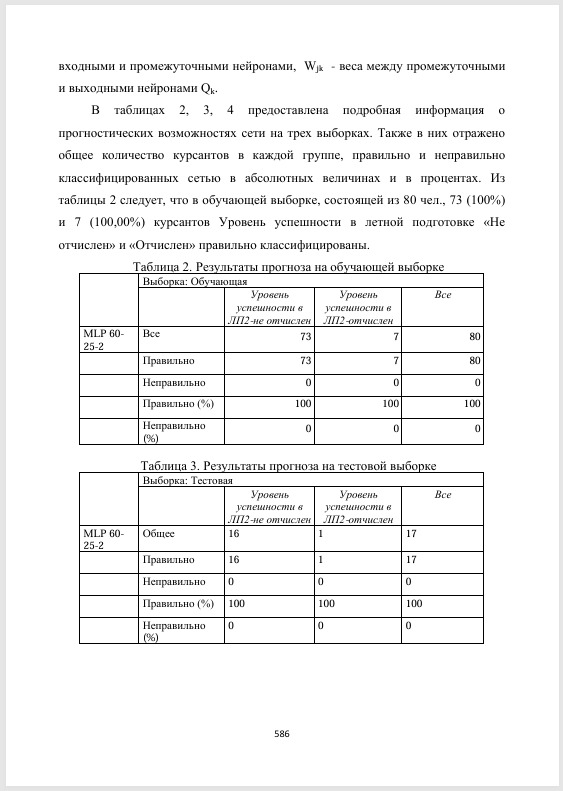 входными и промежуточными нейронами, Wjk - веса между промежуточными
и выходными нейронами Qk.
В таблицах 2, 3, 4 предоставлена подробная информация о
прогностических возможностях сети на трех выборках. Также в них отражено
общее количество курсантов в каждой группе, правильно и неправильно
классифицированных сетью в абсолютных величинах и в процентах. Из
таблицы 2 следует, что в обучающей выборке, состоящей из 80 чел., 73 (100%)
и 7 (100,00%) курсантов Уровень успешности в летной подготовке «Не
отчислен» и «Отчислен» правильно классифицированы.
Таблица 2. Результаты прогноза на обучающей выборке
Выборка: Обучающая
Уровень успешности в ЛП2-не отчислен Уровень успешности в ЛП2-отчислен Все
MLP 60-25-2 Все 73 7 80
Правильно 73 7 80
Неправильно 0 0 0
Правильно (%) 100 100 100
Неправильно (%) 0 0 0
Таблица 3. Результаты прогноза на тестовой выборке
Выборка: Тестовая
Уровень успешности в ЛП2-не отчислен Уровень успешности в ЛП2-отчислен Все
MLP 60-25-2 Общее 16 1 17
Правильно 16 1 17
Неправильно 0 0 0
Правильно (%) 100 100 100
Неправильно (%) 0 0 0
586